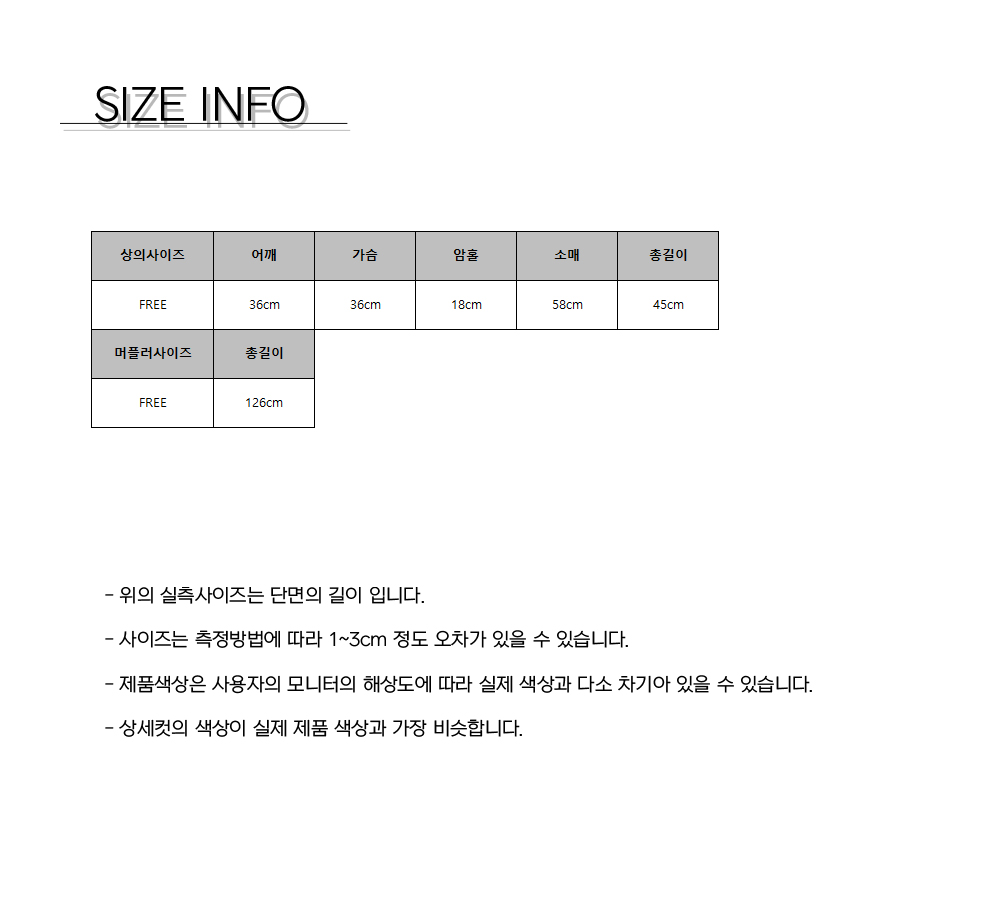 SIZE INFO
상의사이즈 어깨 가슴 암홀 소매 총길이
FREE 36cm 36cm 18cm 58cm 45cm
머플러사이즈 총길이
FREE 126cm
- 위의 실측사이즈는 단면의 길이 입니다.
- 사이즈는 측정방법에 따라 1~3cm 정도 오차가 있을 수 있습니다.
- 제품색상은 사용자의 모니터의 해상도에 따라 실제 색상과 다소 차기아 있을 수 있습니다.
- 상세컷의 색상이 실제 제품 색상과 가장 비슷합니다.